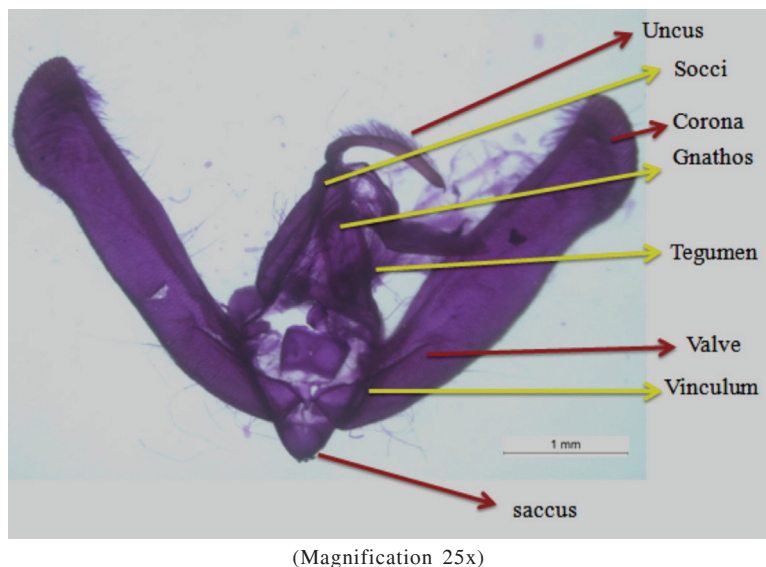 Uncus
Socci
Corona
Gnathos
Tegumen
Valve
Vinculum
1 mm
saccus
(Magnification 25x)